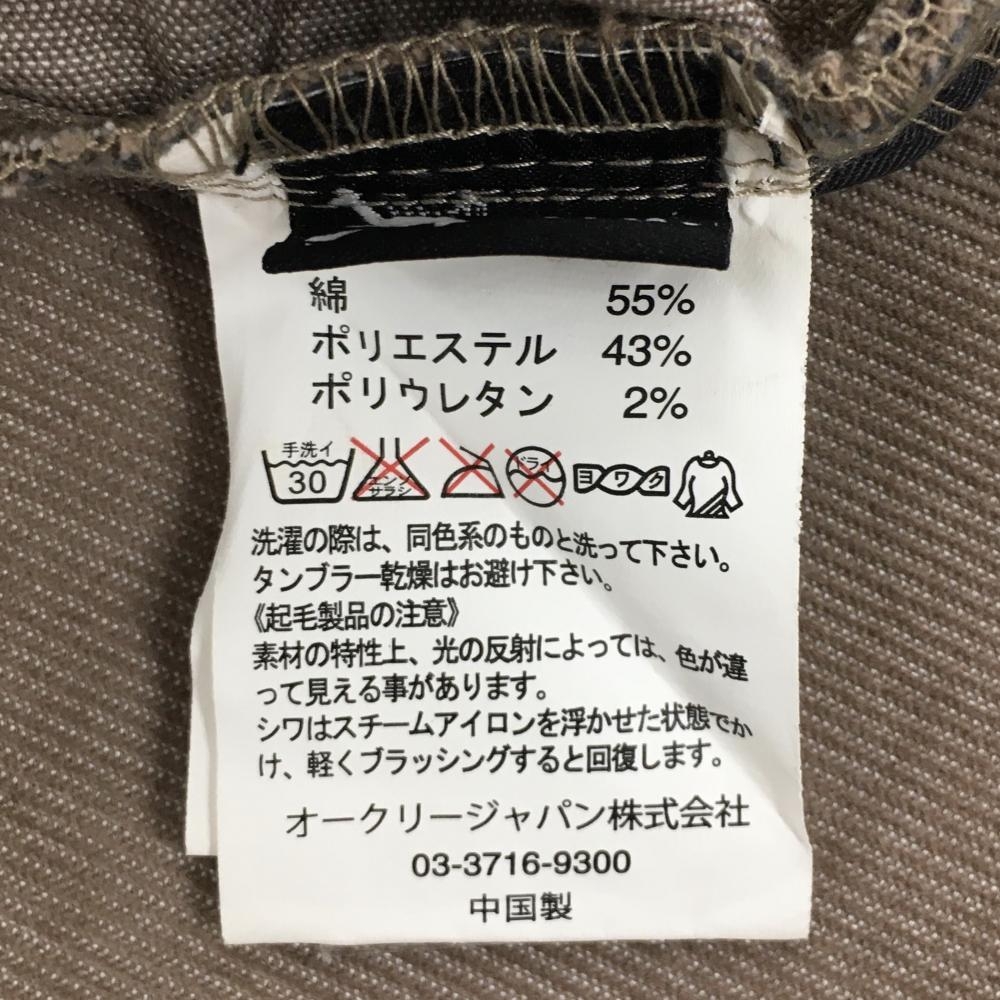 綿 55%
ポリエステル 43%
ポリウレタン 2%
手洗イ 30 エンソサラシ ドライ ヨワク
洗濯の際は、同色系のものと洗って下さい。
タンブラー乾燥はお避け下さい。
《起毛製品の注意》
素材の特性上、光の反射によっては、色が違
って見える事があります。
シワはスチームアイロンを浮かせた状態でか
け、軽くブラッシングすると回復します。
オークリージャパン株式会社
03-3716-9300
中国製